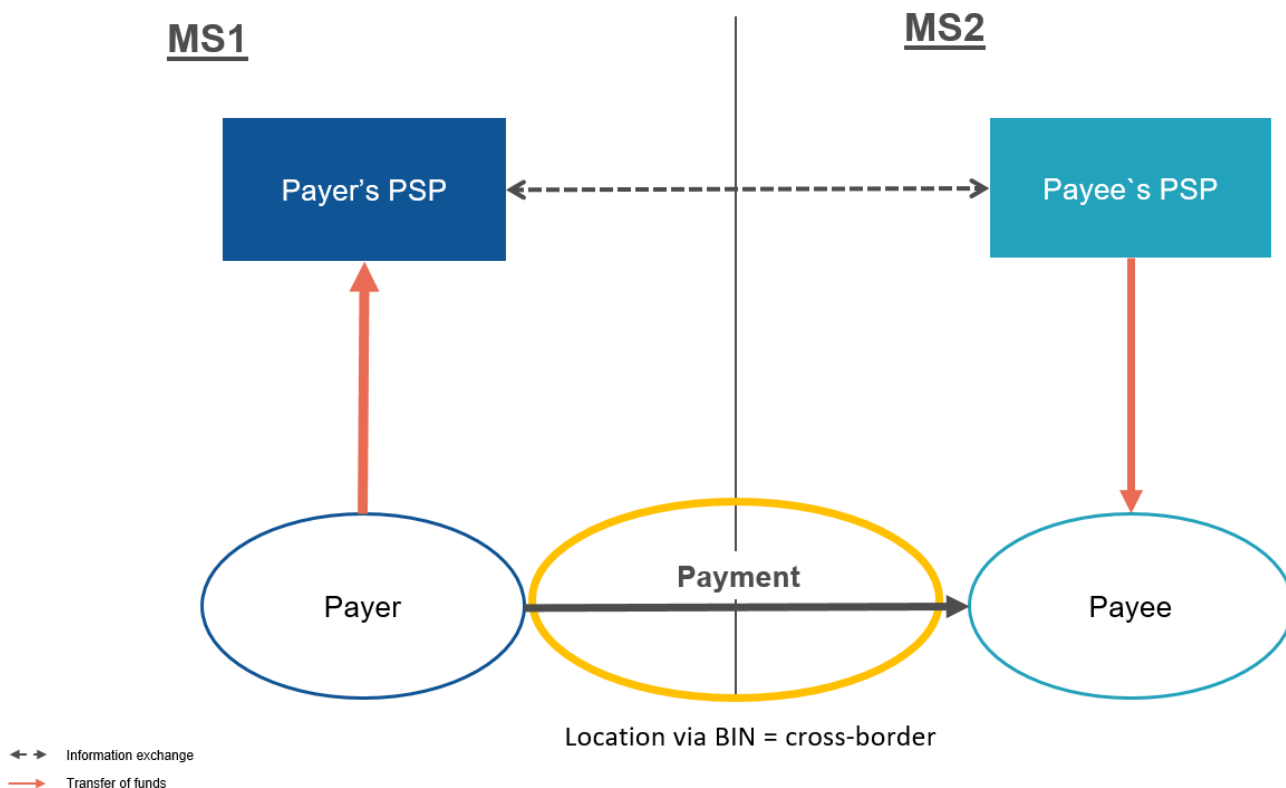 MS1
MS2
Payer’s PSP
Payee`s PSP
Payment
Payer
Payee
Location via BIN = cross-border
Information exchange
Transfer of funds